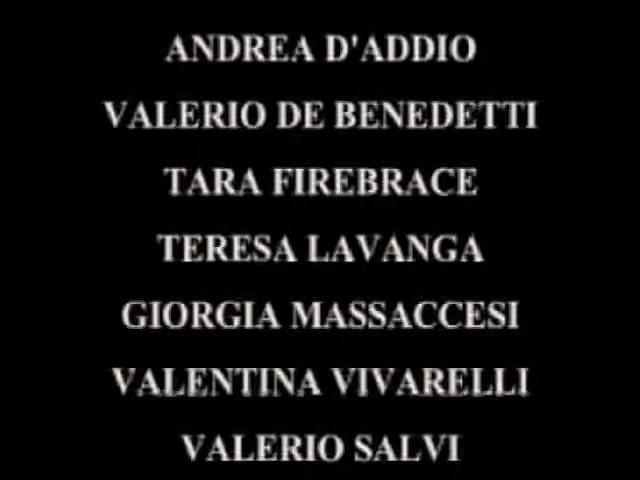 ANDREA D'ADDIO
VALERIO DE BENEDETTI
TARA FIREBRACE
TERESA LAVANGA
GIORGIA MASSACCESI
VALENTINA VIVARELLI
VALERIO SALVI